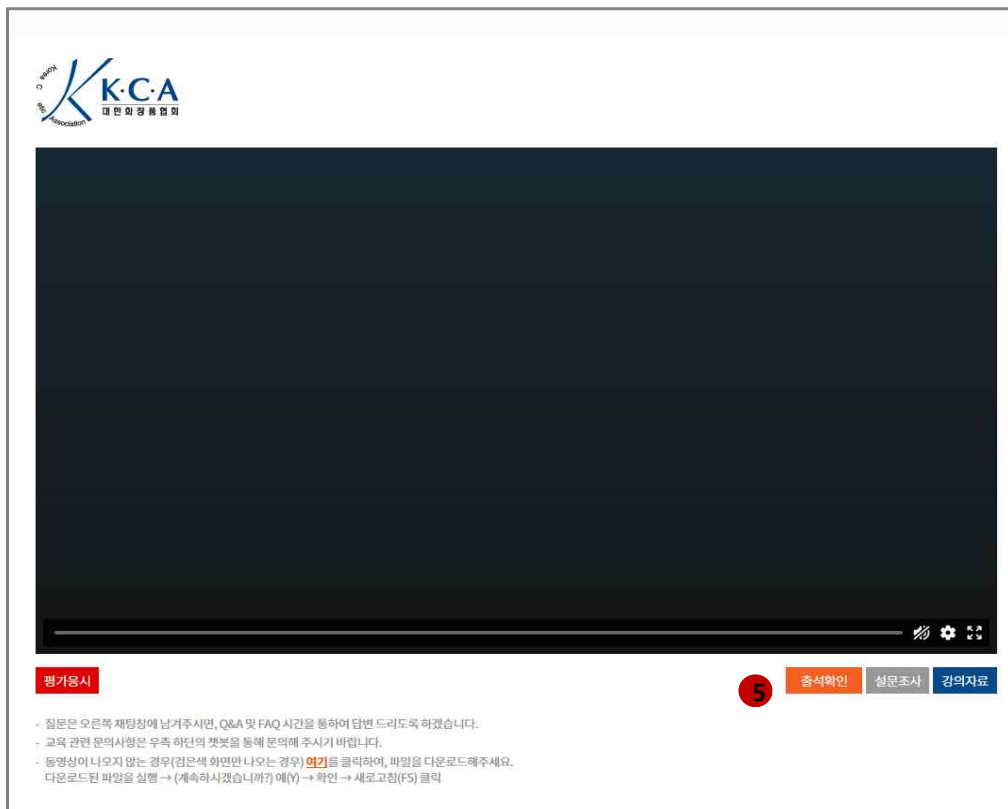 Korea C
K·C·A
대한화장품협회
Association
평가응시
5
출석확인
설문조사
강의자료
- 질문은 오른쪽 채팅창에 남겨주시면, Q&A 및 FAQ 시간을 통하여 답변 드리도록 하겠습니다.
- 교육 관련 문의사항은 우측 하단의 챗봇을 통해 문의해 주시기 바랍니다.
- 동영상이 나오지 않는 경우(검은색 화면만 나오는 경우) 여기를 클릭하여, 파일을 다운로드해주세요.
다운로드된 파일을 실행 → (계속하시겠습니까?) 예(Y) → 확인 → 새로고침(F5) 클릭